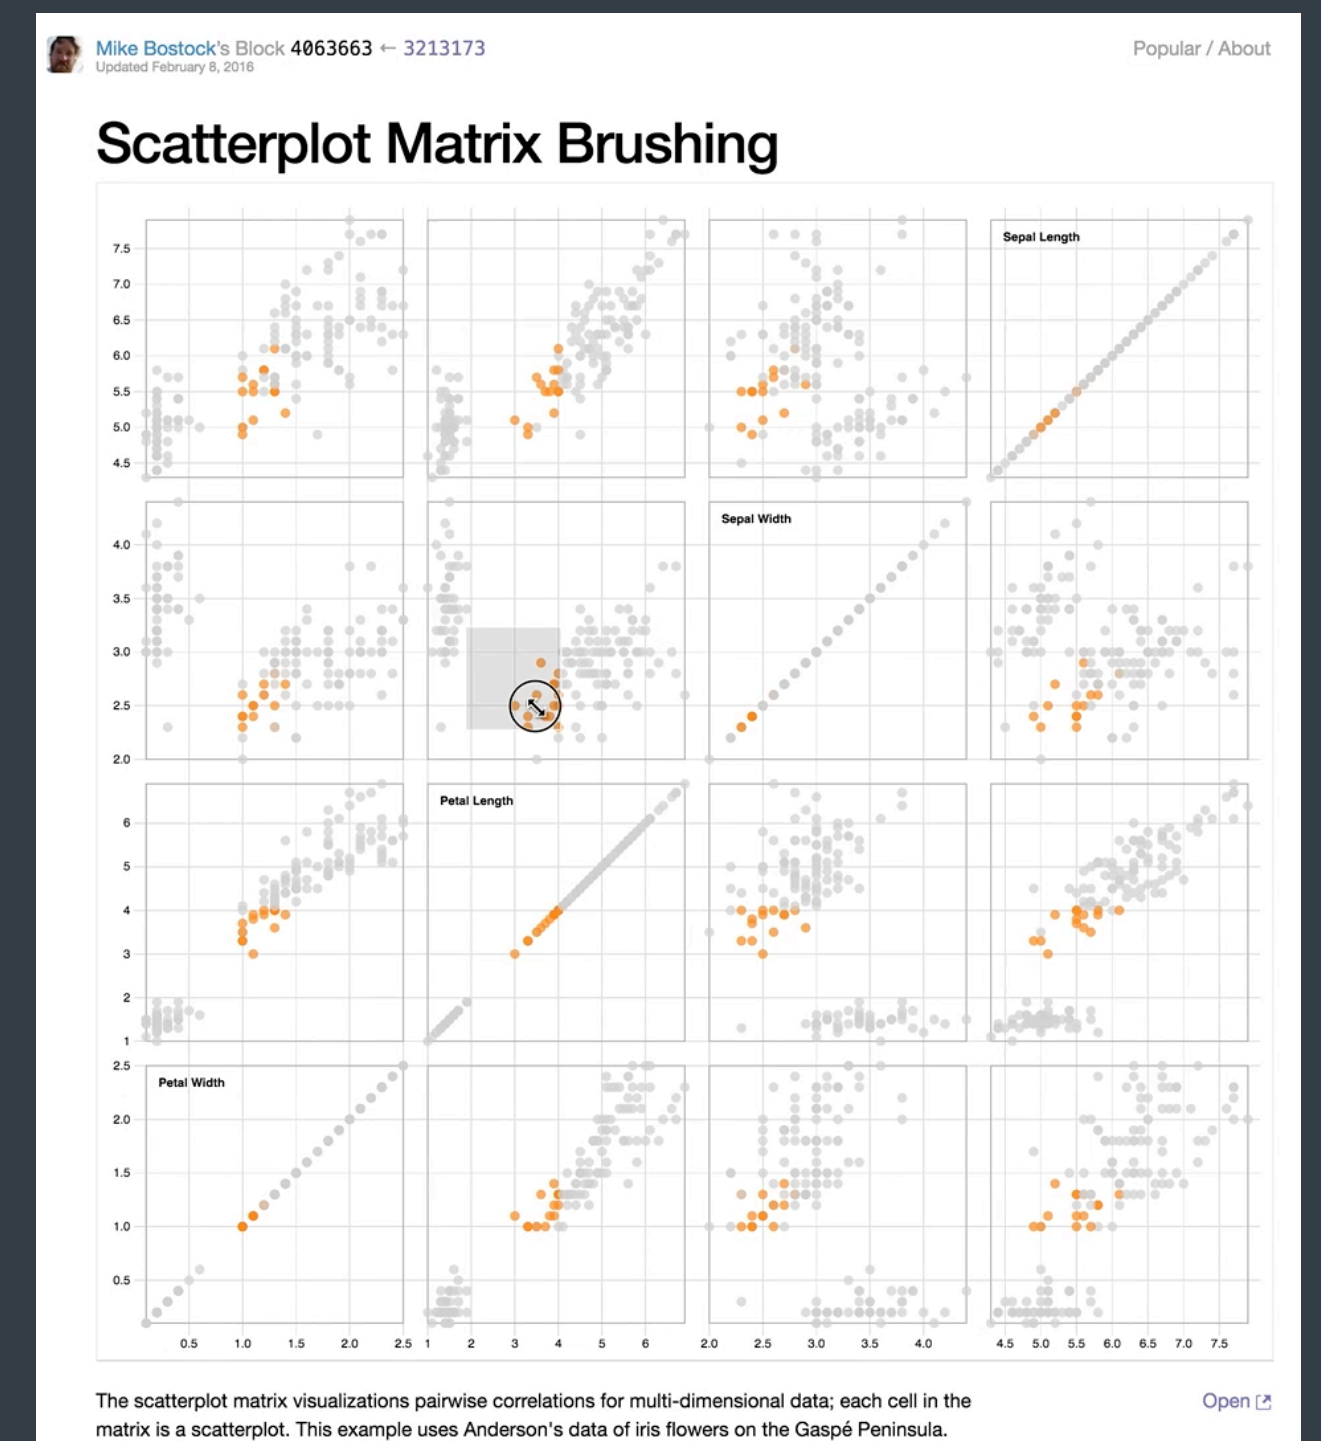 Mike Bostock's Block 4063663 ← 3213173
Popular / About
Updated February 8, 2016
Scatterplot Matrix Brushing
Sepal Length
7.5
7.0
6.5
6.0
5.5
5.0
4.5
Sepal Width
4.0
3.5
3.0
2.5
2.0
Petal Length
6
5
4
3
2
1
2.5
Petal Width
2.0
1.5
1.0
0.5
0.5 1.0 1.5 2.0 2.5 1 2 3 4 5 6 2.0 2.5 3.0 3.5 4.0 4.5 5.0 5.5 6.0 6.5 7.0 7.5
The scatterplot matrix visualizations pairwise correlations for multi-dimensional data; each cell in the
Open
matrix is a scatterplot. This example uses Anderson's data of iris flowers on the Gaspé Peninsula.